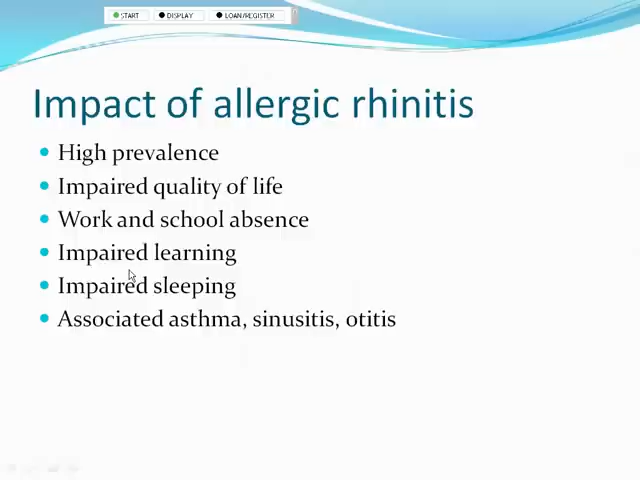 START
DISPLAY
LOAN/REGISTER
Impact of allergic rhinitis
High prevalence
Impaired quality of life
Work and school absence
Impaired learning
Impaired sleeping
Associated asthma, sinusitis, otitis